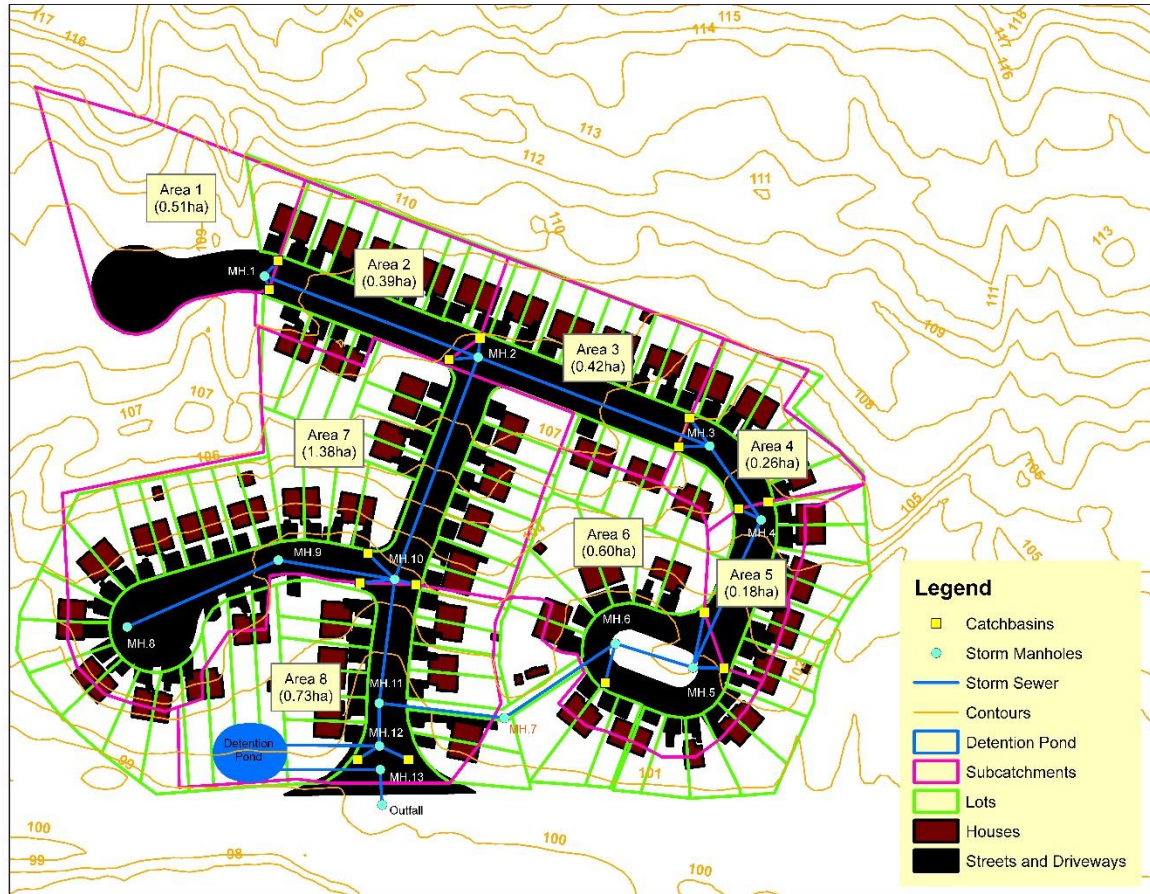 117
116
116
115
114
118
117
116
113
112
111
110
110
113
111
109
109
108
107
107
106
105
105
105
104
101
99
100
99
98
100
100
Area 1
(0.51ha)
Area 2
(0.39ha)
Area 3
(0.42ha)
Area 4
(0.26ha)
Area 7
(1.38ha)
Area 6
(0.60ha)
Area 5
(0.18ha)
Area 8
(0.73ha)
MH.1
MH.2
MH.3
MH.4
MH.9
MH.10
MH.6
MH.8
MH.5
MH.11
MH.7
MH.12
MH.13
Detention
Pond
Outfall
Legend
Catchbasins
Storm Manholes
Storm Sewer
Contours
Detention Pond
Subcatchments
Lots
Houses
Streets and Driveways